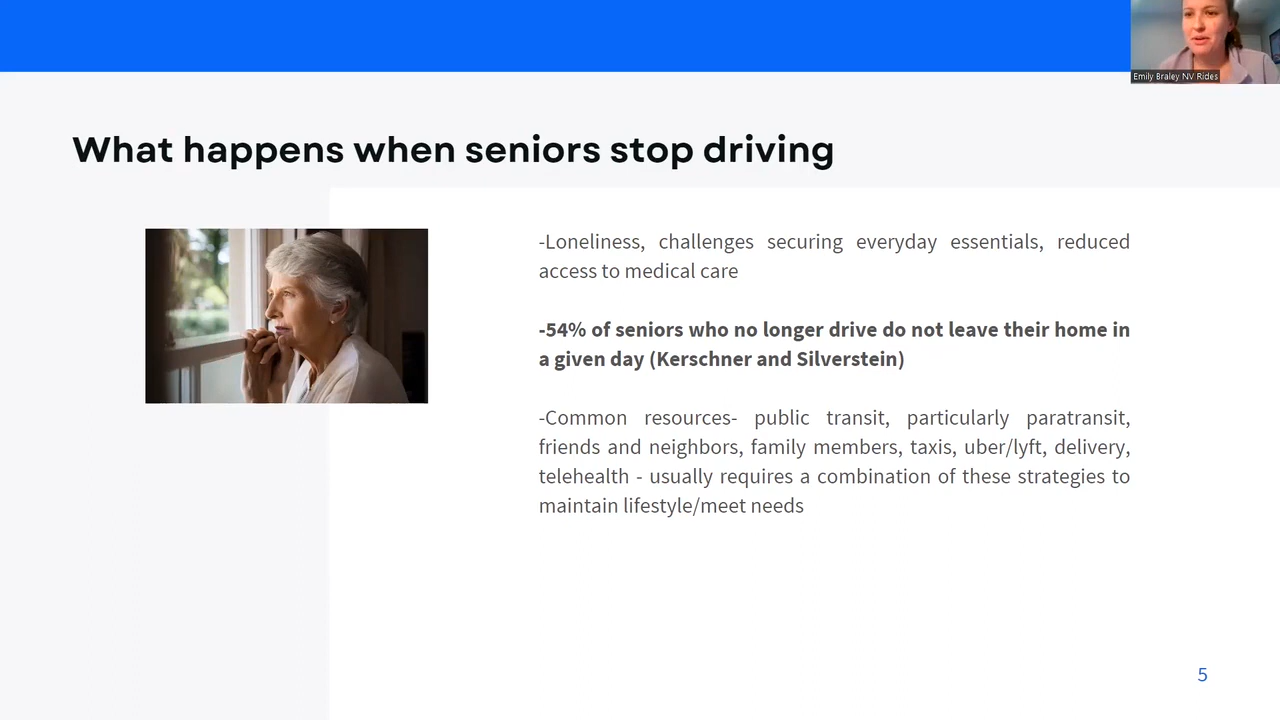 Emily Braley NV Rides
What happens when seniors stop driving
-Loneliness, challenges securing everyday essentials, reduced
access to medical care
-54% of seniors who no longer drive do not leave their home in
a given day (Kerschner and Silverstein)
-Common resources- public transit, particularly paratransit,
friends and neighbors, family members, taxis, uber/lyft, delivery,
telehealth - usually requires a combination of these strategies to
maintain lifestyle/meet needs
5